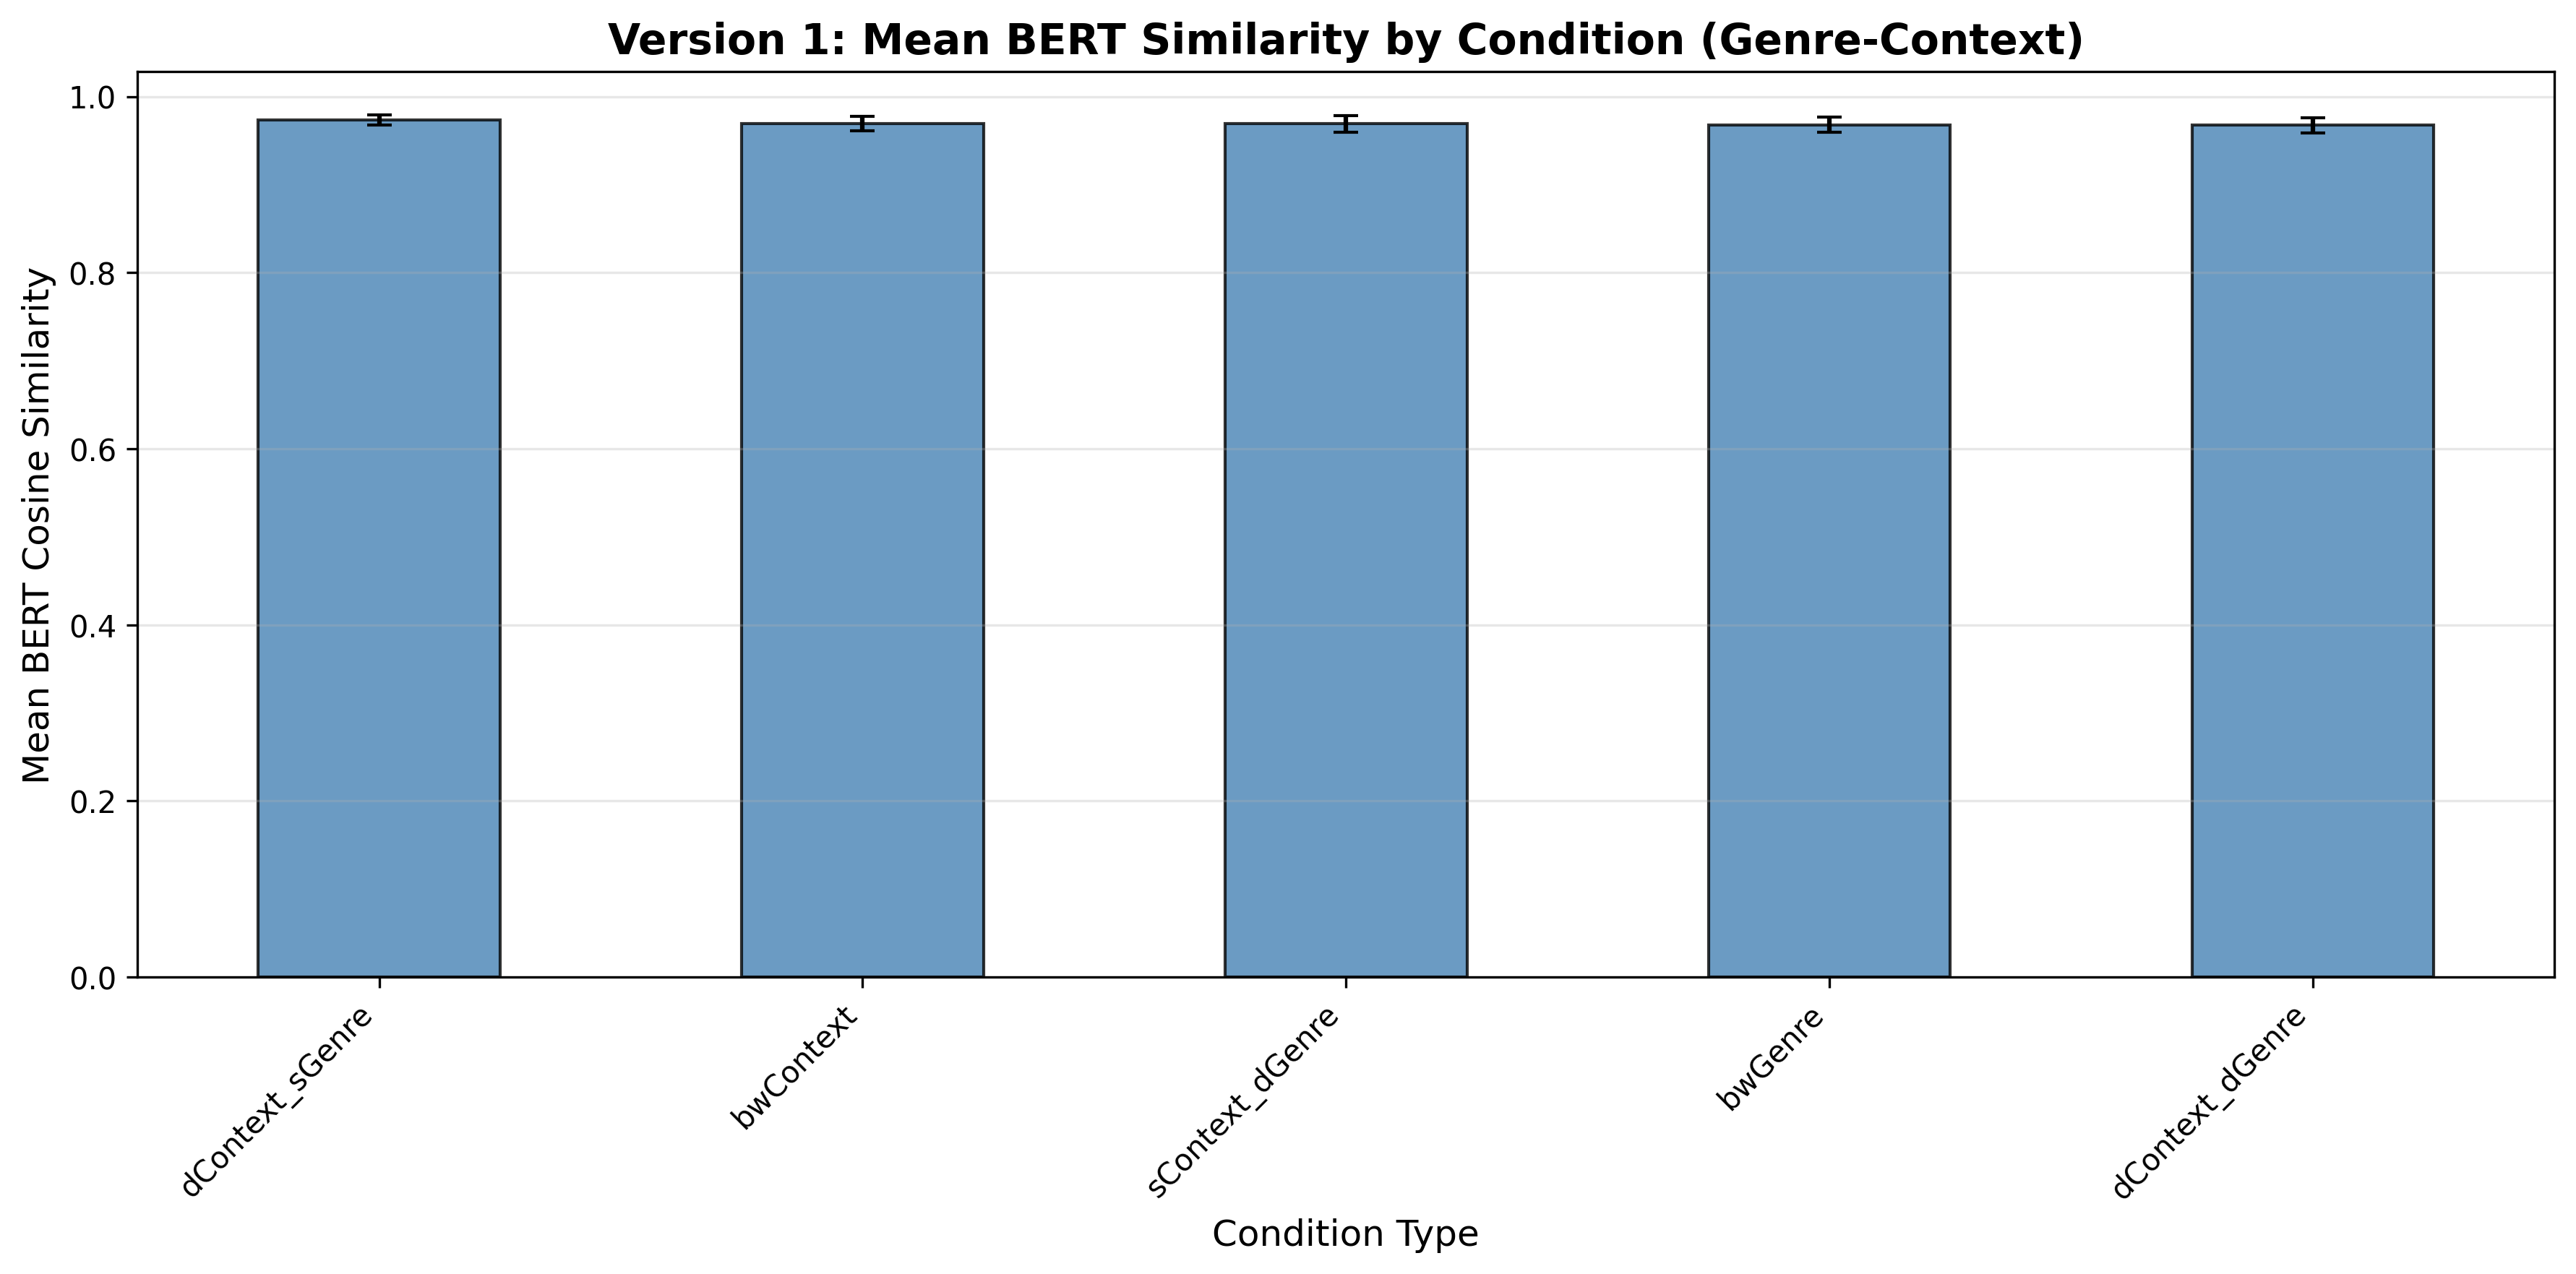 Version 1: Mean BERT Similarity by Condition (Genre-Context)
Mean BERT Cosine Similarity
1.0
0.8
0.6
0.4
0.2
0.0
dContext_sGenre
bwContext
sContext_dGenre
bwGenre
dContext_dGenre
Condition Type